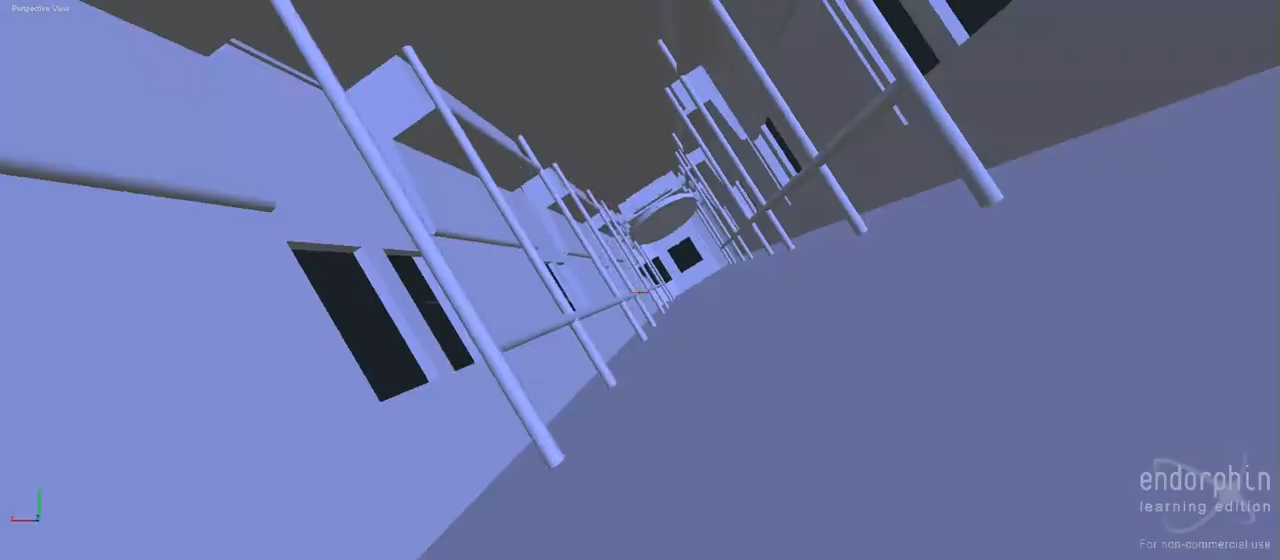 Perspective View
endorphin
learning edition
For non-commercial use